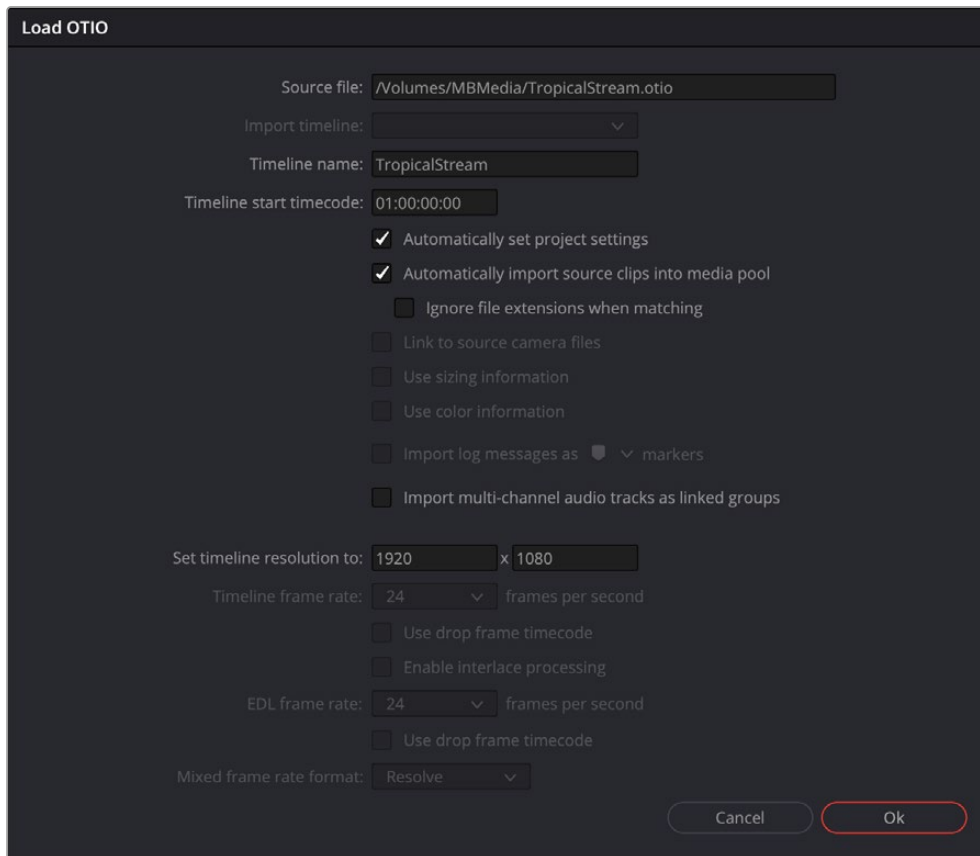 Load OTIO
Source file: /Volumes/MBMedia/TropicalStream.otio
Import timeline:
Timeline name: TropicalStream
Timeline start timecode: 01:00:00:00
Automatically set project settings
Automatically import source clips into media pool
Ignore file extensions when matching
Link to source camera files
Use sizing information
Use color information
Import log messages as markers
Import multi-channel audio tracks as linked groups
Set timeline resolution to: 1920 x 1080
Timeline frame rate: 24 frames per second
Use drop frame timecode
Enable interlace processing
EDL frame rate: 24 frames per second
Use drop frame timecode
Mixed frame rate format: Resolve
Cancel Ok